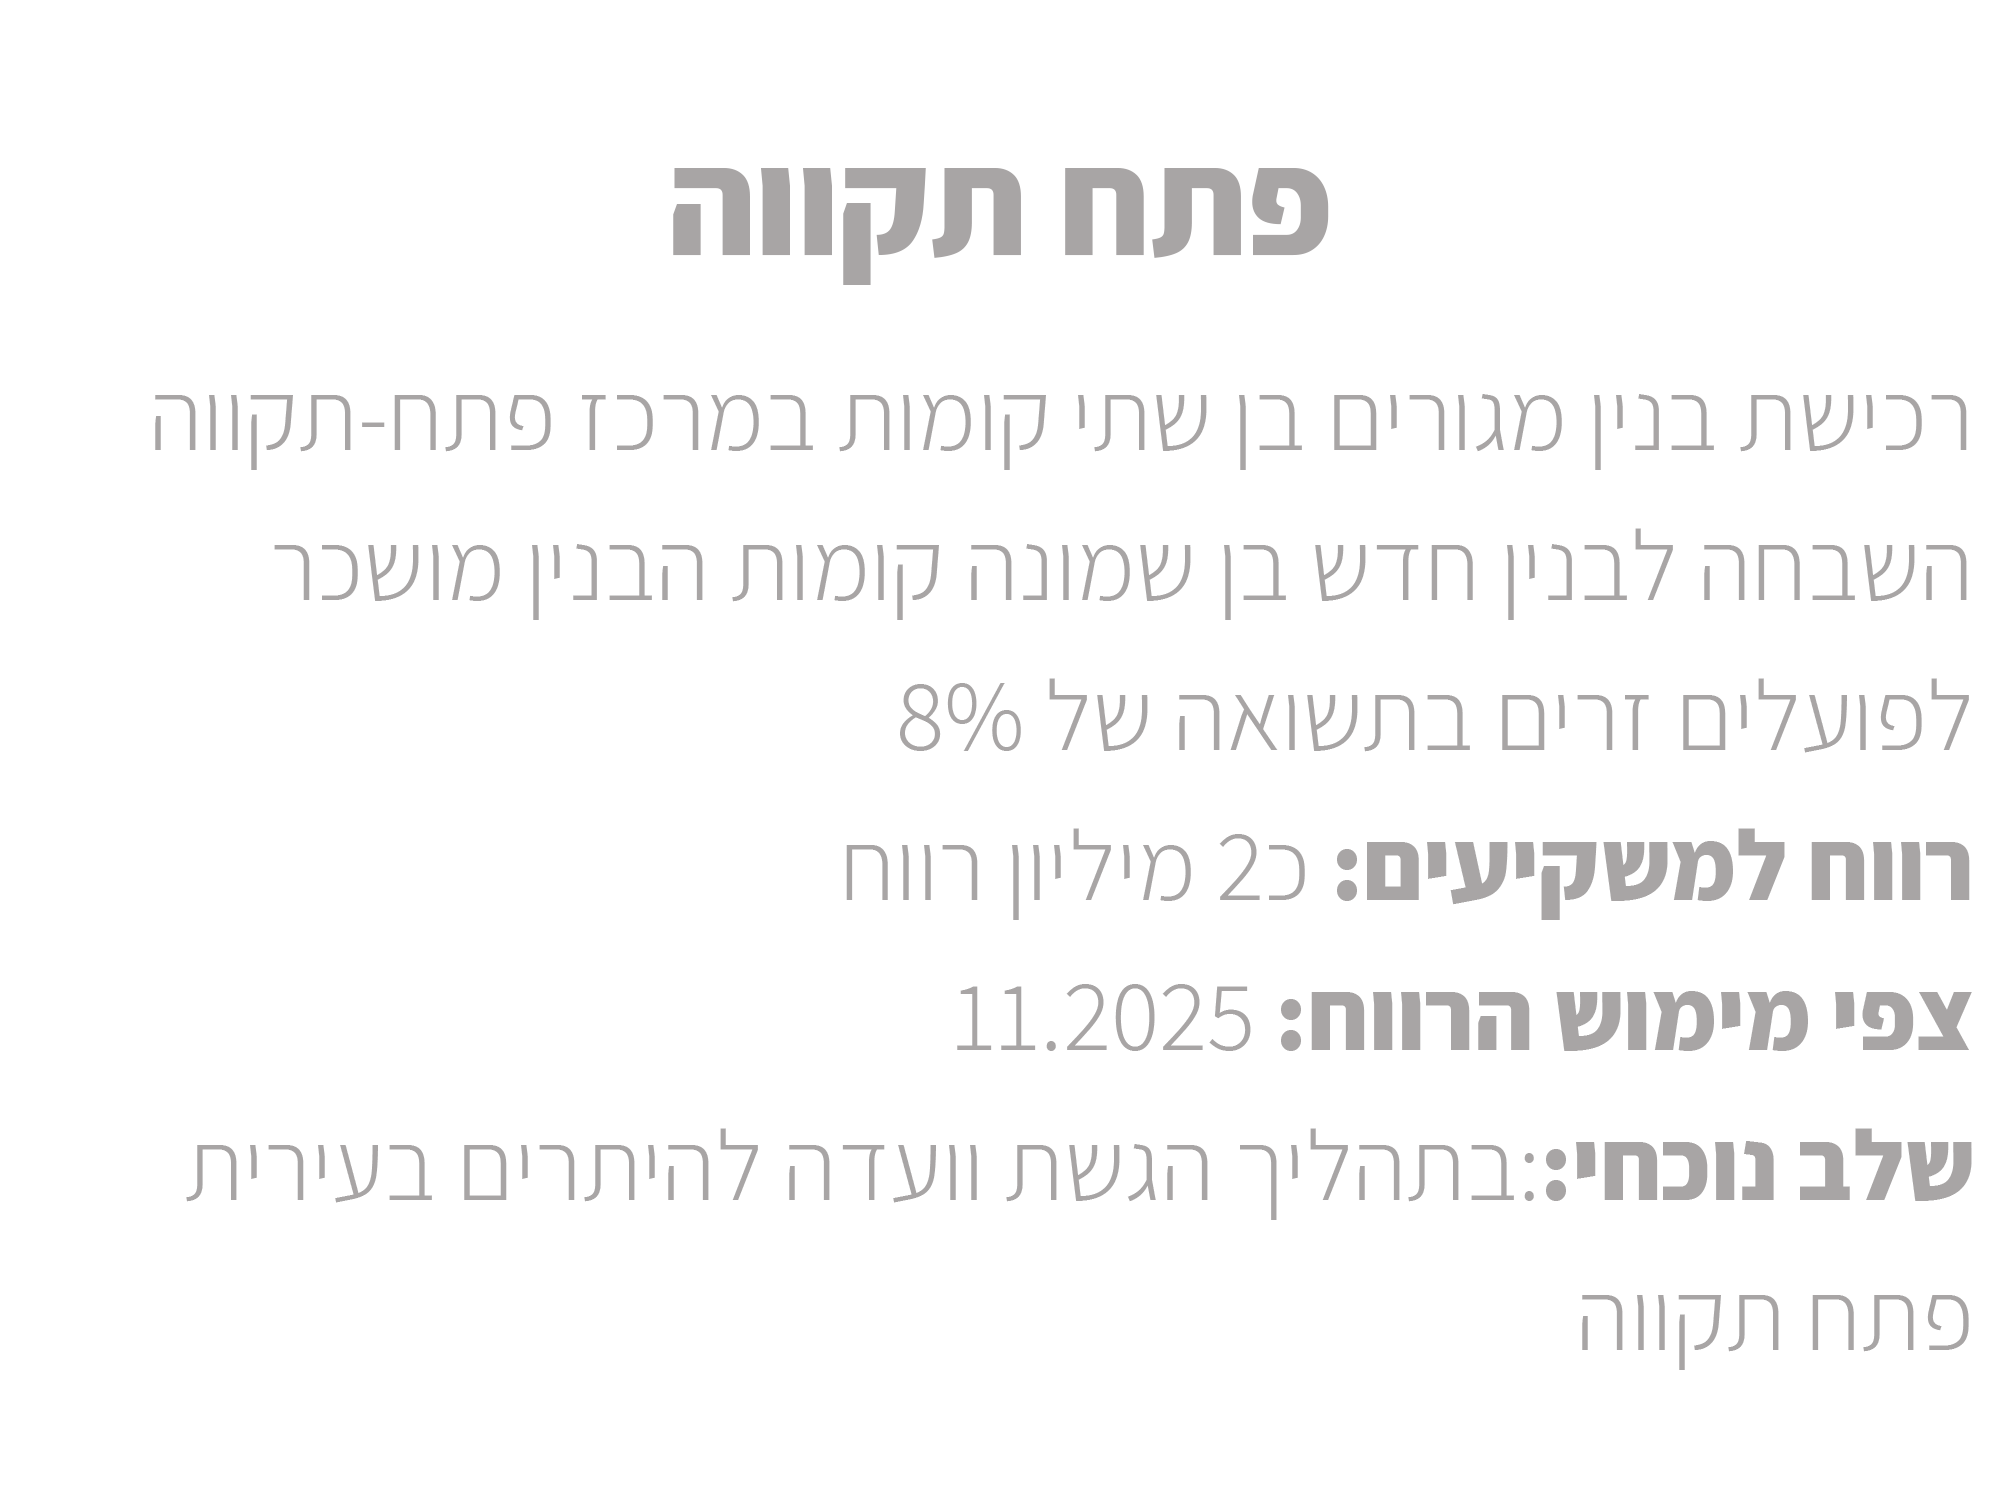 פתח תקווה
רכישת בנין מגורים בן שתי קומות במרכז פתח-תקווה
השבחה לבנין חדש בן שמונה קומות הבנין מושכר
לפועלים זרים בתשואה של 8%
רווח למשקיעים: כ2 מיליון רווח
צפי מימוש הרווח: 11.2025
שלב נוכחי::בתהליך הגשת וועדה להיתרים בעירית
פתח תקווה